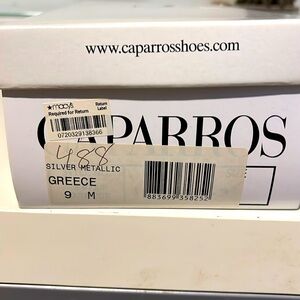 www.caparrosshoes.com
★macy's
Return
Label
Required for Return
0720329138366
CAPARROS
488
SILVER METALLIC
GREECE
9 M
883699358252